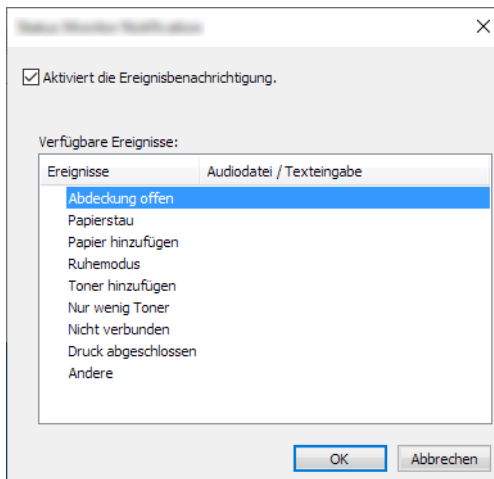 Aktiviert die Ereignisbenachrichtigung.
Verfügbare Ereignisse:
Ereignisse Audiodatei / Texteingabe
Abdeckung offen
Papierstau
Papier hinzufügen
Ruhemodus
Toner hinzufügen
Nur wenig Toner
Nicht verbunden
Druck abgeschlossen
Andere
OK Abbrechen